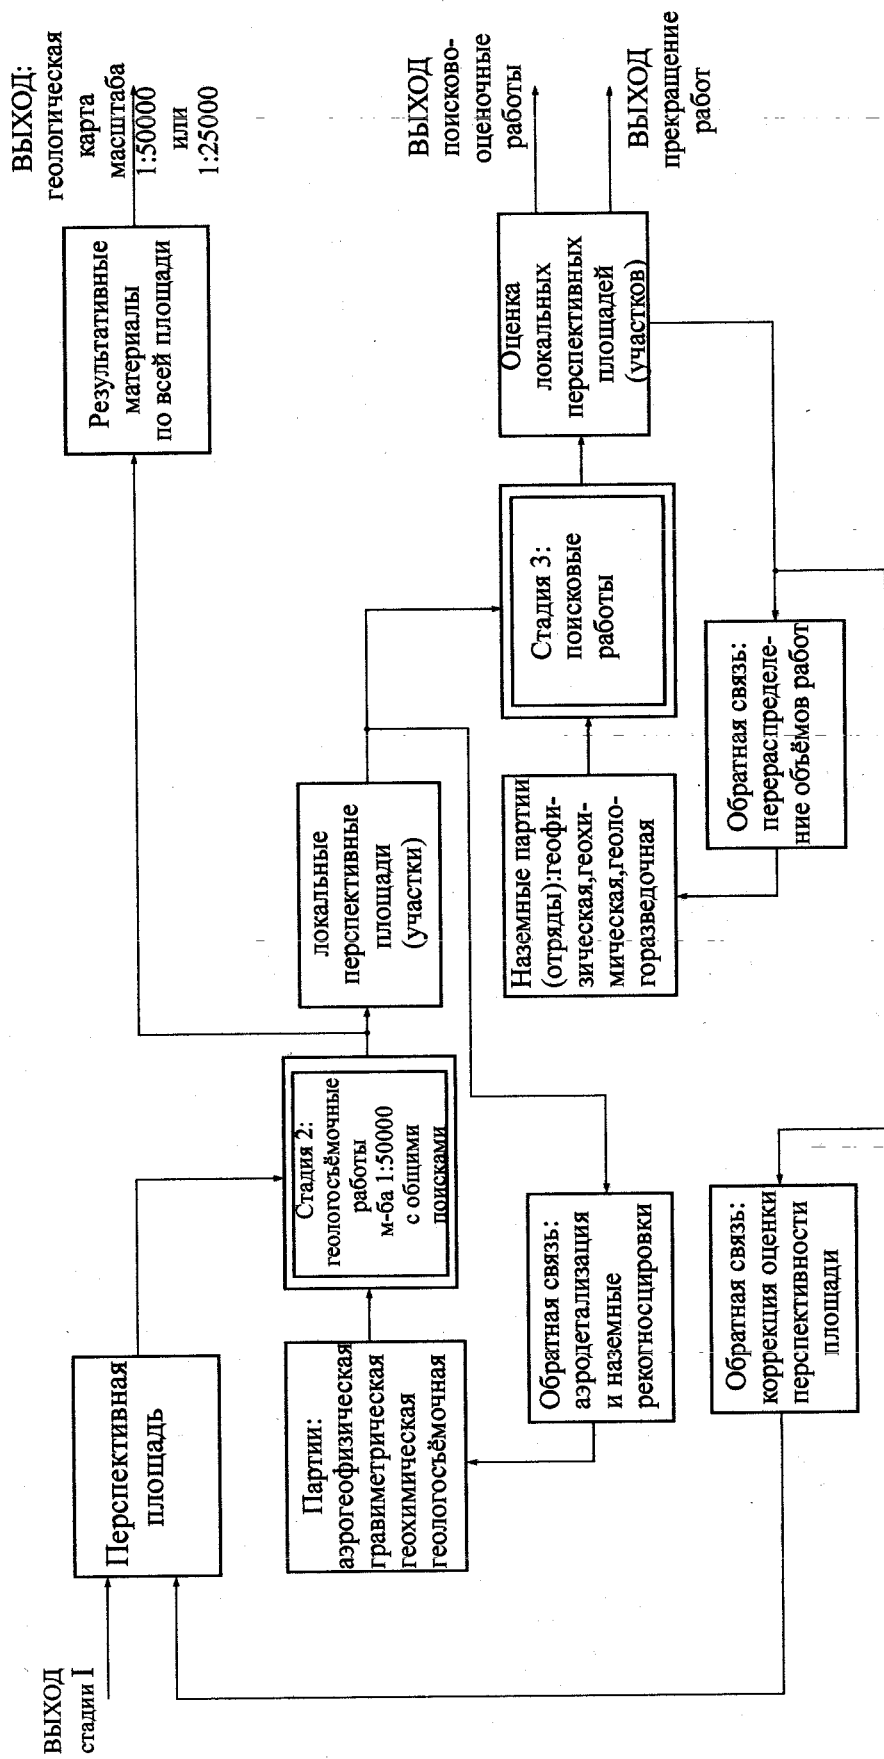 ВЫХОД
стадии I
Перспективная
площадь
Партии:
аэрогеофизическая
гравиметрическая
геохимическая
геологосъёмочная
Стадия 2:
геологосъёмочные
работы
м-ба 1:50000
с общими
поисками
локальные
перспективные
площади
(участки)
Результативные
материалы
по всей площади
ВЫХОД:
геологическая
карта
масштаба
1:50000
или
1:25000
Обратная связь:
аэродетализация
и наземные
рекогносцировки
Наземные партии
(отряды):геофи-
зическая,геохи-
мическая,геоло-
горазведочная
Стадия 3:
поисковые
работы
Оценка
локальных
перспективных
площадей
(участков)
ВЫХОД
поисково-
оценочные
работы
ВЫХОД
прекращение
работ
Обратная связь:
коррекция оценки
перспективности
площади
Обратная связь:
перераспределе-
ние объёмов работ